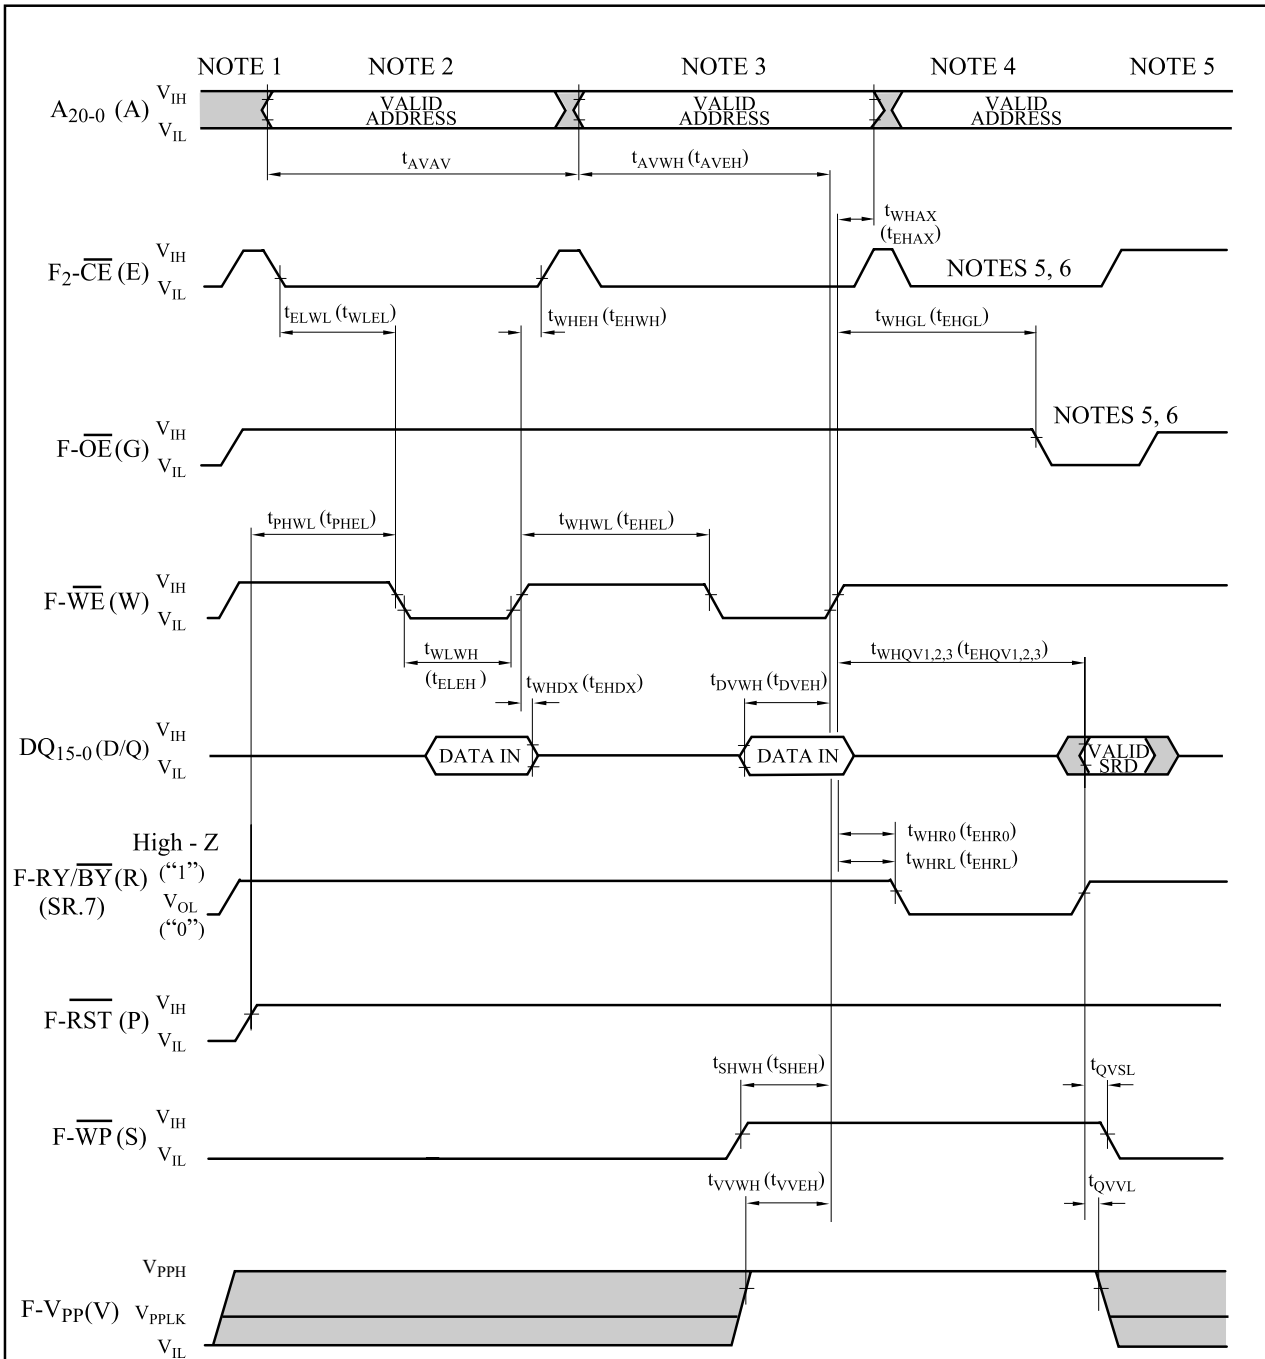 NOTE 1 NOTE 2 NOTE 3 NOTE 4 NOTE 5
A20-0 (A) VIH VIL
VALID ADDRESS VALID ADDRESS VALID ADDRESS
tAVAV tAVWH (tAVEH)
tWHAX
(tEHAX)
F2-CE (E) VIH VIL NOTES 5, 6
tELWL (tWLEL) tWHEH (tEHWH) tWHGL (tEHGL)
F-OE (G) VIH VIL NOTES 5, 6
tPHWL (tPHEL) tWHWL (tEHEL)
F-WE (W) VIH VIL
tWLWH
(tELEH)
tWHDX (tEHDX) tDVWH (tDVEH) tWHQV1,2,3 (tEHQV1,2,3)
DQ15-0 (D/Q) VIH VIL
DATA IN DATA IN VALID SRD
tWHR0 (tEHR0)
tWHRL (tEHRL)
High - Z
("1")
F-RY/BY (R)
(SR.7)
VOL
("0")
F-RST (P) VIH VIL
tSHWH (tSHEH) tQVSL
F-WP (S) VIH VIL
tVVWH (tVVEH) tQVVL
F-VPP (V) VPPH VPPLK VIL